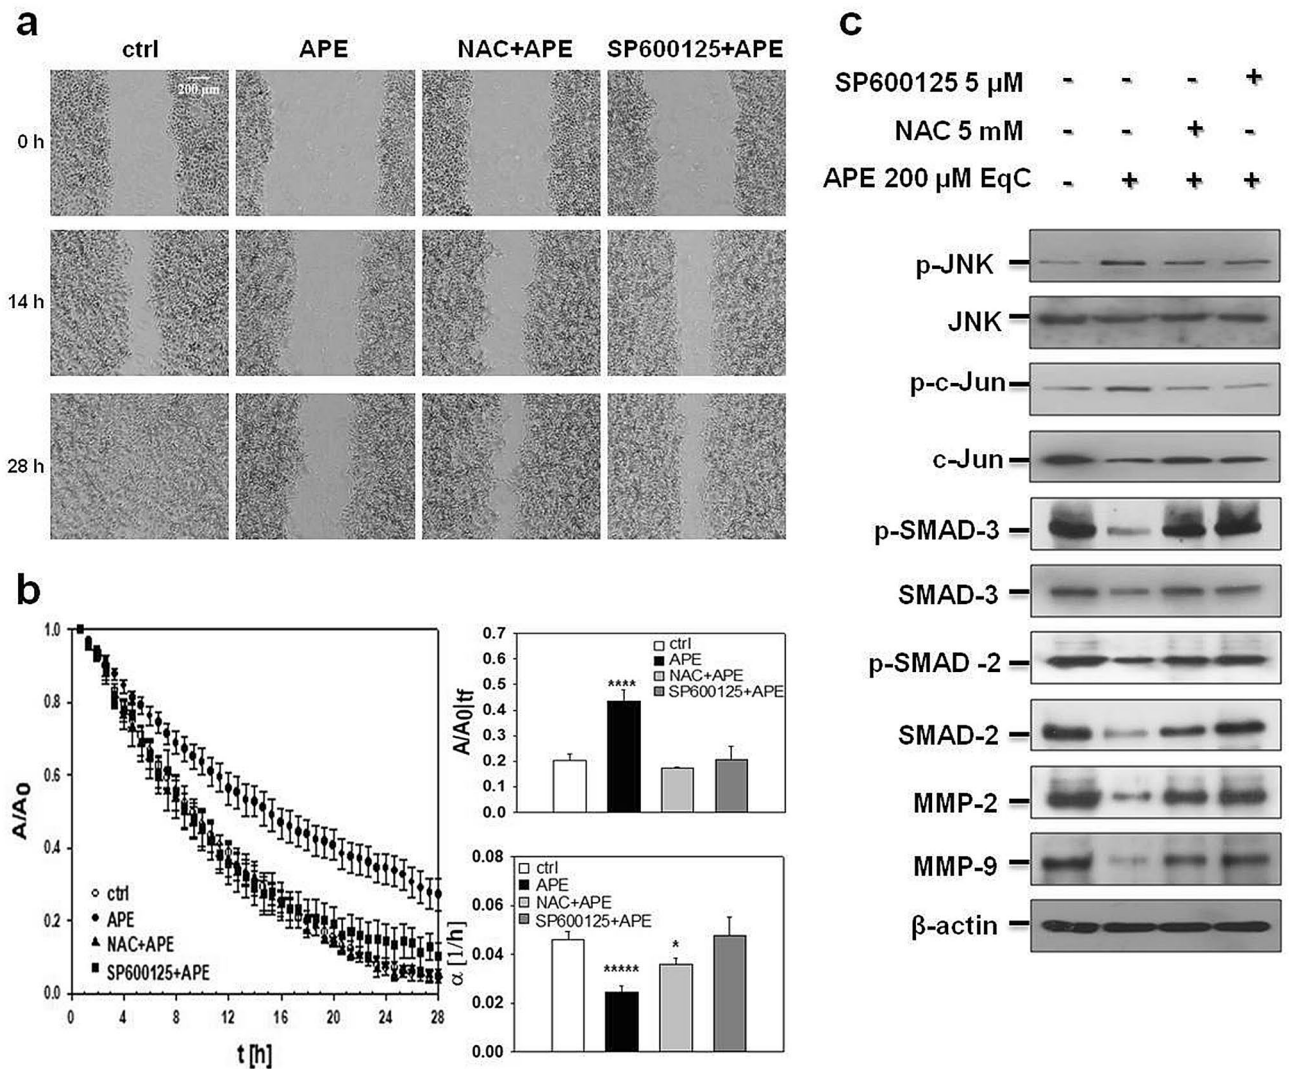 a
ctrl APE NAC+APE SP600125+APE
200 µm
0 h
14 h
28 h
b
1.0
0.8
0.6
0.4
0.2
0.0
A/A0
ctrl
APE
NAC+APE
SP600125+APE
0 4 8 12 16 20 24 28
t [h]
0.7
0.6
0.5
0.4
0.3
0.2
0.1
0.0
A/A0|tf
ctrl
APE
NAC+APE
SP600125+APE
****
0.08
0.06
0.04
0.02
0.00
α [1/h]
ctrl
APE
NAC+APE
SP600125+APE
*****
*
c
SP600125 5 µM - - - +
NAC 5 mM - - + -
APE 200 µM EqC - + + +
p-JNK
JNK
p-c-Jun
c-Jun
p-SMAD-3
SMAD-3
p-SMAD -2
SMAD-2
MMP-2
MMP-9
β-actin